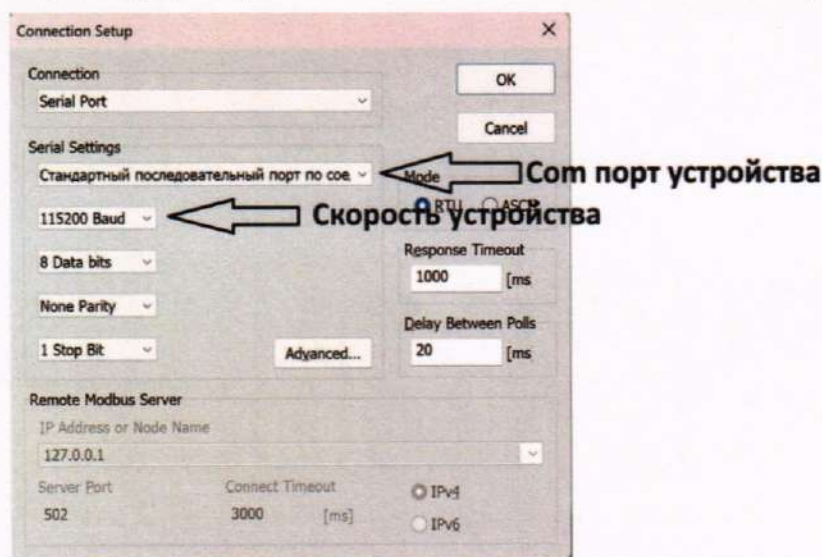 Connection Setup
Connection
OK
Serial Port
Cancel
Serial Settings
Стандартный последовательный порт по сое
Mode
Com порт устройства
RTU
ASCII
115200 Baud
Скорость устройства
Response Timeout
8 Data bits
1000 [ms
None Parity
Delay Between Polls
1 Stop Bit
Advanced...
20 [ms
Remote Modbus Server
IP Address or Node Name
127.0.0.1
Server Port
Connect Timeout
IPv4
502
3000 [ms]
IPv6